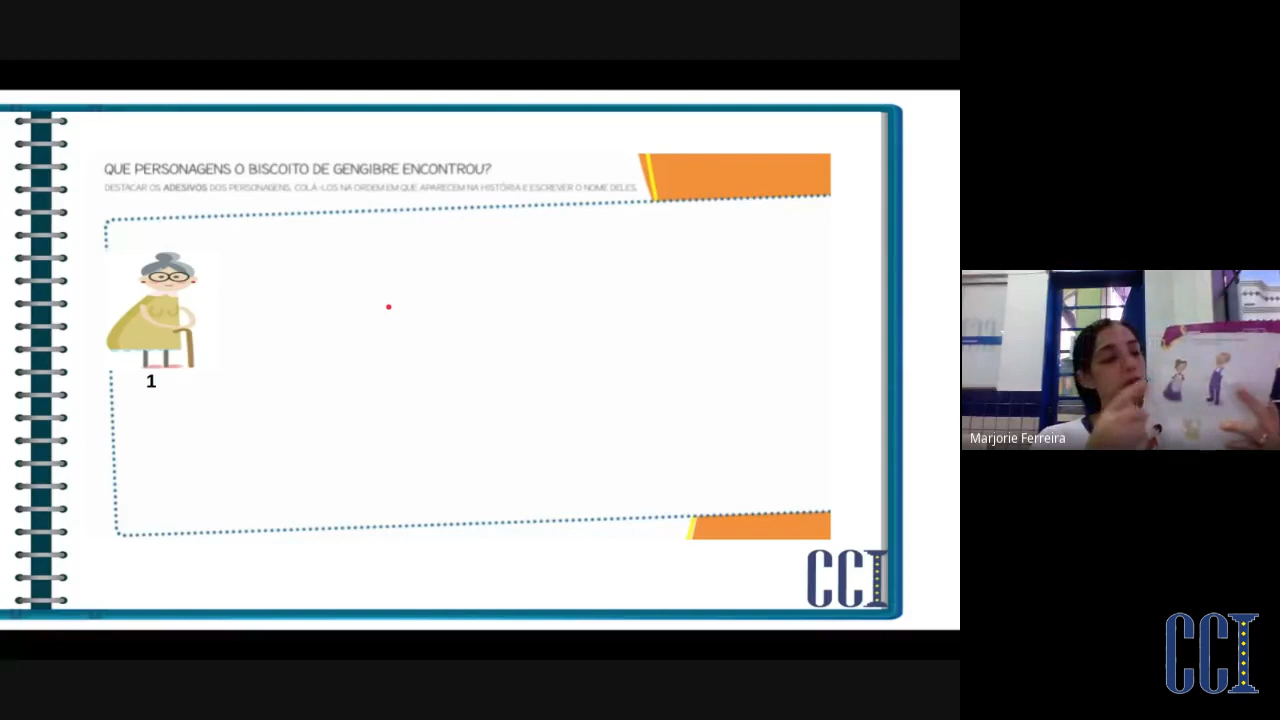 QUE PERSONAGENS O BISCOITO DE GENGIBRE ENCONTROU?
DESTACAR OS ADESIVOS DOS PERSONAGENS, COLÁ-LOS NA ORDEM EM QUE APARECEM NA HISTÓRIA E ESCREVER O NOME DELES.
1
CCI
Marjorie Ferreira
CCI